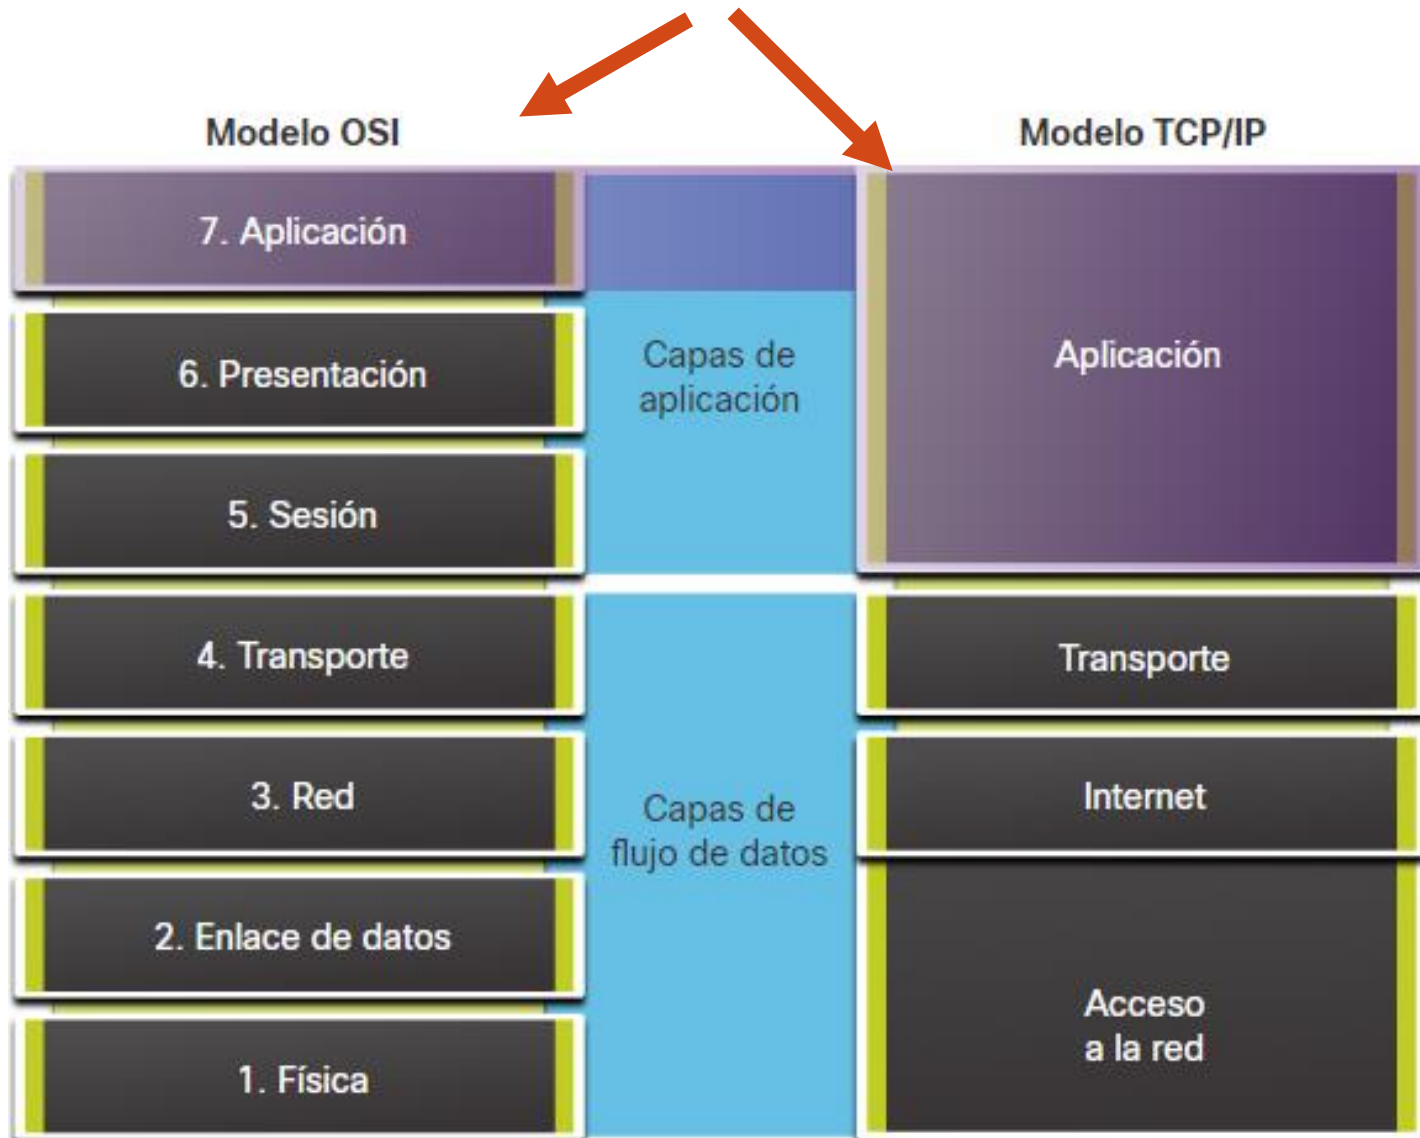 Modelo OSI
Modelo TCP/IP
7. Aplicación
6. Presentación
5. Sesión
4. Transporte
3. Red
2. Enlace de datos
1. Física
Capas de
aplicación
Capas de
flujo de datos
Aplicación
Transporte
Internet
Acceso
a la red